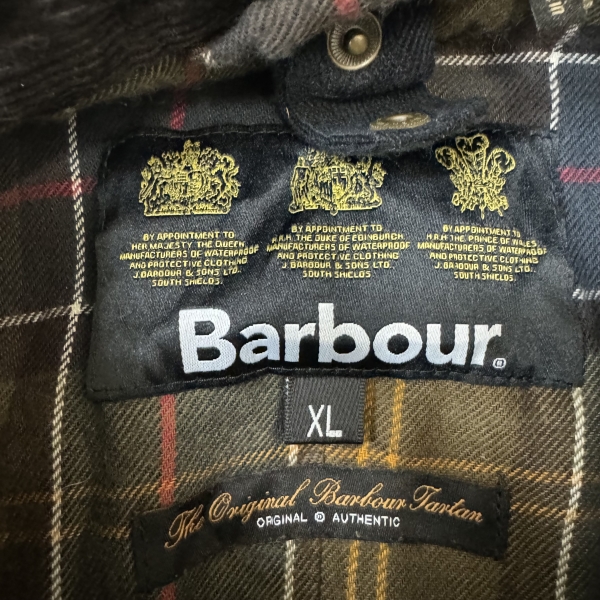 BY APPOINTMENT TO
HER MAJESTY THE QUEEN
MANUFACTURERS OF WATERPROOF
AND PROTECTIVE CLOTHING
J. BARBOUR & SONS LTD.
SOUTH SHIELDS.
BY APPOINTMENT TO
H.R.H. THE DUKE OF EDINBURGH
MANUFACTURERS OF WATERPROOF
AND PROTECTIVE CLOTHING
J. BARBOUR & SONS LTD.
SOUTH SHIELDS
BY APPOINTMENT TO
H.R.H. THE PRINCE OF WALES
MANUFACTURERS OF WATERPROOF
AND PROTECTIVE CLOTHING
J. BARBOUR & SONS LTD.
SOUTH SHIELDS
Barbour®
XL
The Original Barbour Tartan
ORGINAL ® AUTHENTIC